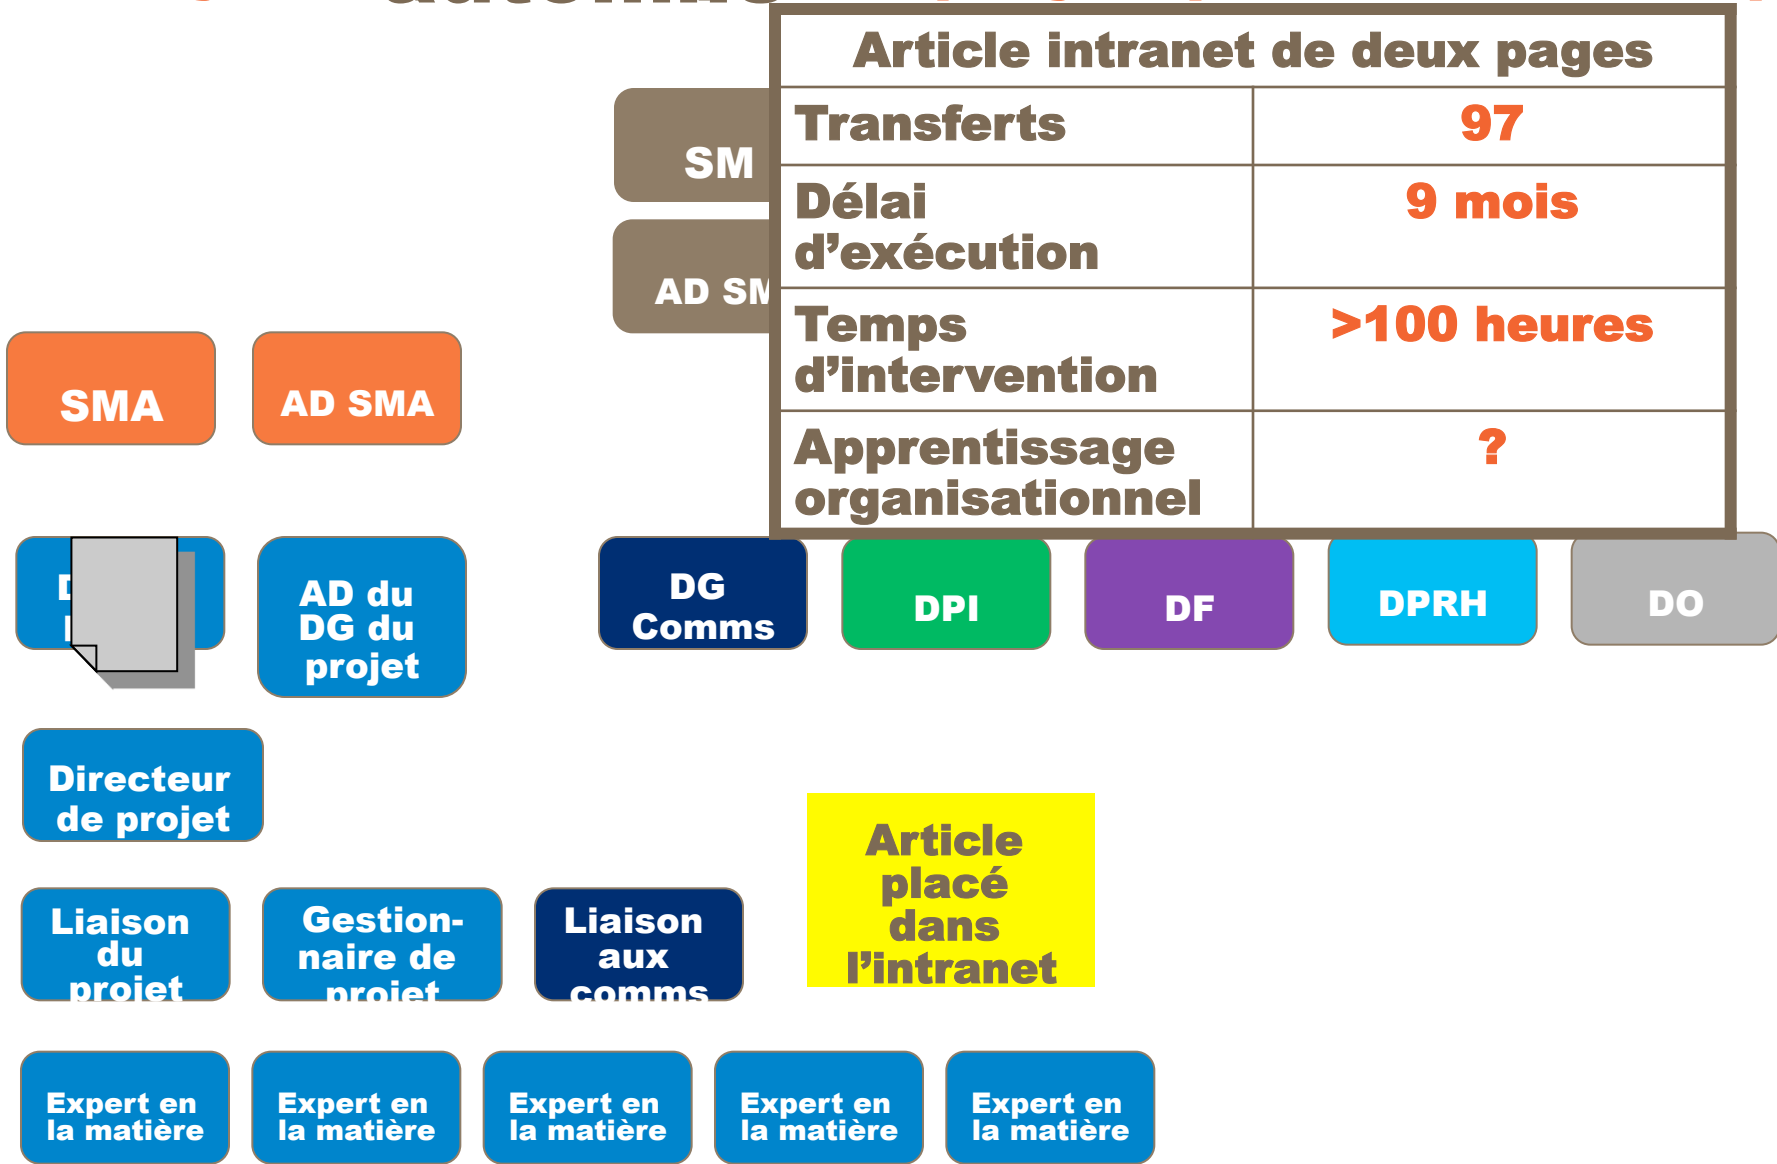 Article intranet de deux pages
Transferts
97
Délai
d’exécution
9 mois
Temps
d’intervention
>100 heures
Apprentissage
organisationnel
?
SM
AD SM
SMA
AD SMA
AD du
DG du
projet
DG
Comms
DPI
DF
DPRH
DO
Directeur
de projet
Article
placé
dans
l’intranet
Liaison
du
projet
Gestion-
naire de
projet
Liaison
aux
comms
Expert en
la matière
Expert en
la matière
Expert en
la matière
Expert en
la matière
Expert en
la matière